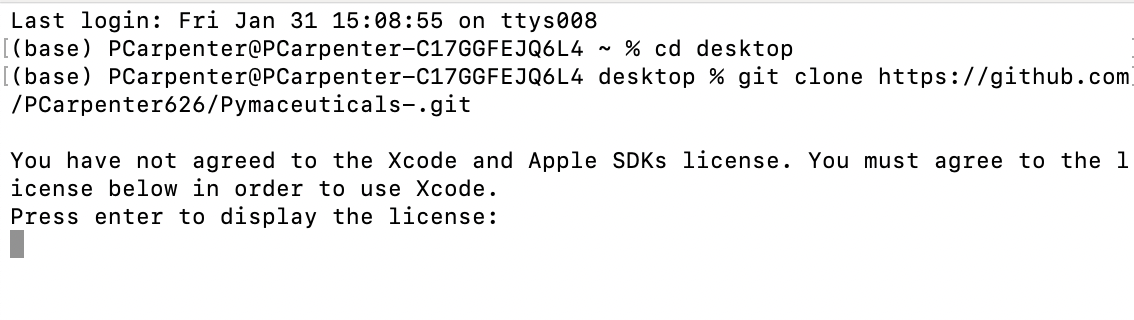 Last login: Fri Jan 31 15:08:55 on ttys008
[(base) PCarpenter@PCarpenter-C17GGFEJQ6L4 ~ % cd desktop
[(base) PCarpenter@PCarpenter-C17GGFEJQ6L4 desktop % git clone https://github.com
/PCarpenter626/Pymaceuticals-.git
You have not agreed to the Xcode and Apple SDKs license. You must agree to the l
icense below in order to use Xcode.
Press enter to display the license: